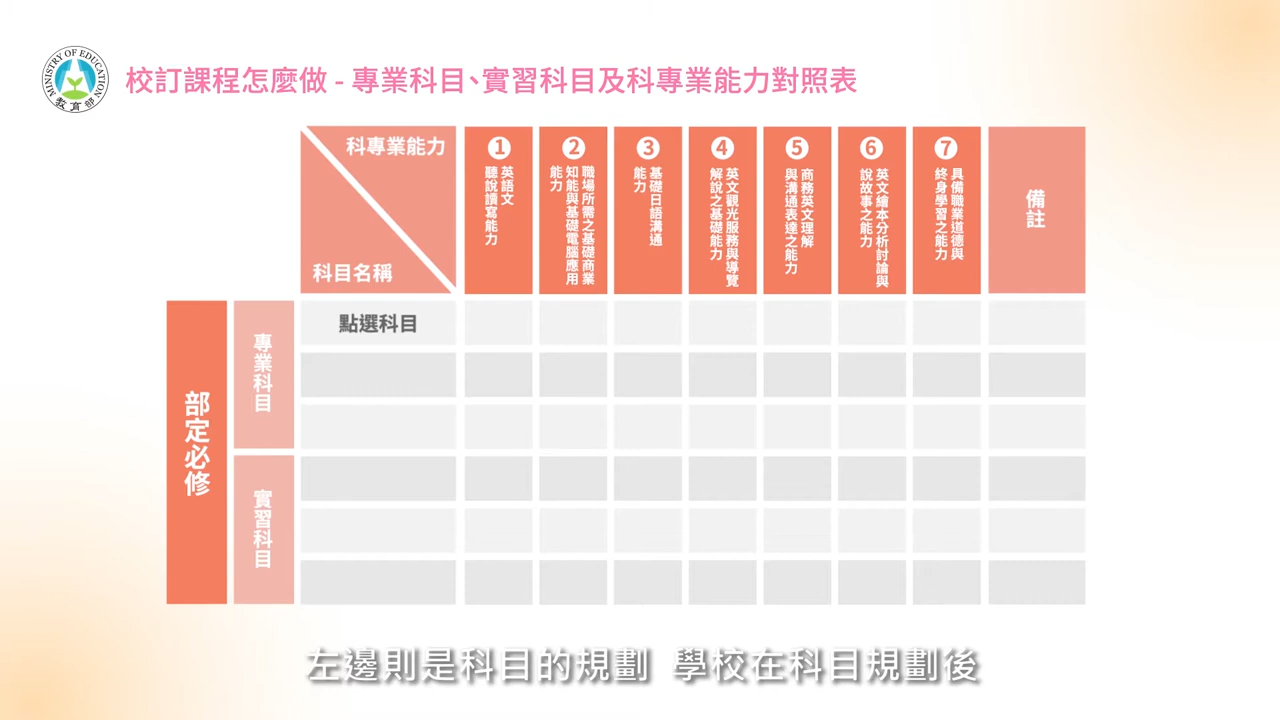 MINISTRY OF EDUCATION
教育部
校訂課程怎麼做 - 專業科目、實習科目及科專業能力對照表
科專業能力
科目名稱
1
英語文
聽說讀寫能力
2
職場所需之基礎商業
知能與基礎電腦應用
能力
3
基礎日語溝通
能力
4
英文觀光服務與導覽
解說之基礎能力
5
商務英文理解
與溝通表達之能力
6
英文繪本分析討論與
說故事之能力
7
具備職業道德與
終身學習之能力
備註
部定必修
專業科目
點選科目
實習科目
左邊則是科目的規劃 學校在科目規劃後